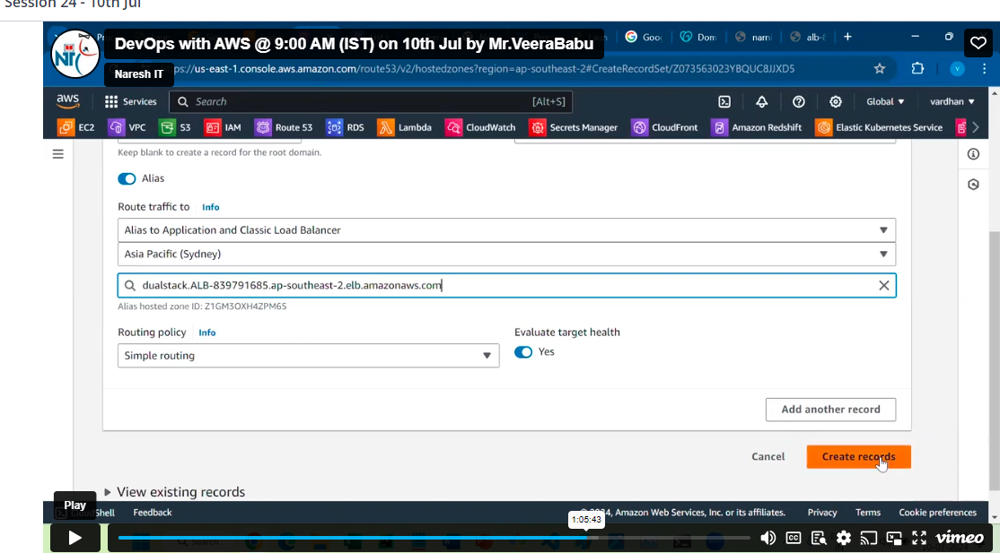 Session 24 - 10th Jul
DevOps with AWS @ 9:00 AM (IST) on 10th Jul by Mr.VeeraBabu
Goo
Dom
nami
alb-
NIT
Naresh IT
ps://us-east-1.console.aws.amazon.com/route53/v2/hostedzones?region=ap-southeast-2#CreateRecordSet/Z073563023YBQUC8JJXD5
aws
Services
Search
[Alt+S]
Global
vardhan
EC2
VPC
S3
IAM
Route 53
RDS
Lambda
CloudWatch
Secrets Manager
CloudFront
Amazon Redshift
Elastic Kubernetes Service
Keep blank to create a record for the root domain.
Alias
Route traffic to Info
Alias to Application and Classic Load Balancer
Asia Pacific (Sydney)
dualstack.ALB-839791685.ap-southeast-2.elb.amazonaws.com
Alias hosted zone ID: Z1GM3OXH4ZPM65
Routing policy Info
Evaluate target health
Simple routing
Yes
Add another record
Cancel
Create records
View existing records
Play
CloudShell
Feedback
2024, Amazon Web Services, Inc. or its affiliates.
Privacy
Terms
Cookie preferences
1:05:43
Search
CC
vimeo